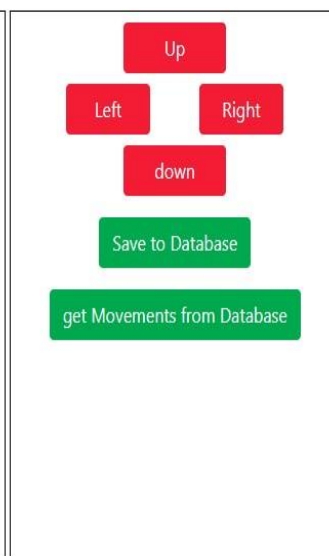 Up
Left Right
down
Save to Database
get Movements from Database